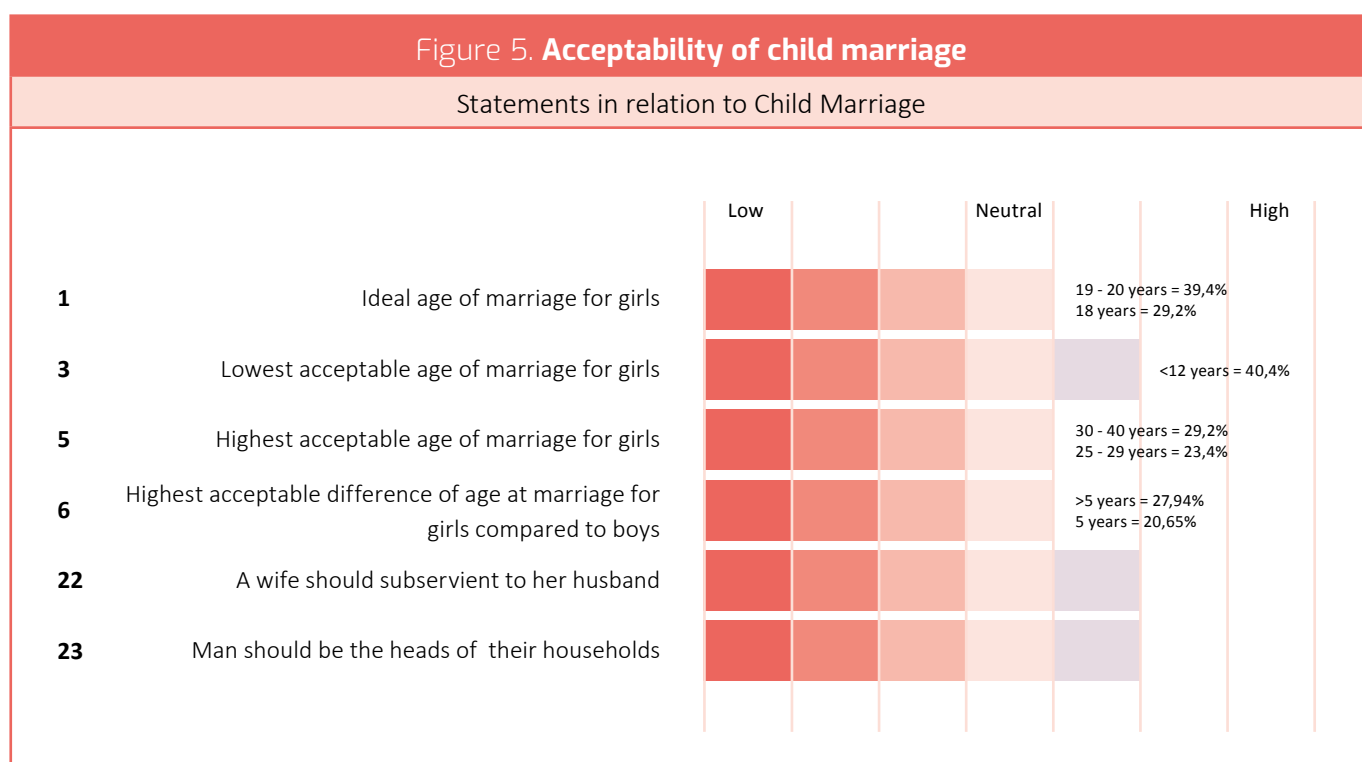 Figure 5. Acceptability of child marriage
Statements in relation to Child Marriage
Low Neutral High
1 Ideal age of marriage for girls 19 - 20 years = 39,4%
18 years = 29,2%
3 Lowest acceptable age of marriage for girls <12 years = 40,4%
5 Highest acceptable age of marriage for girls 30 - 40 years = 29,2%
25 - 29 years = 23,4%
6 Highest acceptable difference of age at marriage for
girls compared to boys >5 years = 27,94%
5 years = 20,65%
22 A wife should subservient to her husband
23 Man should be the heads of their households